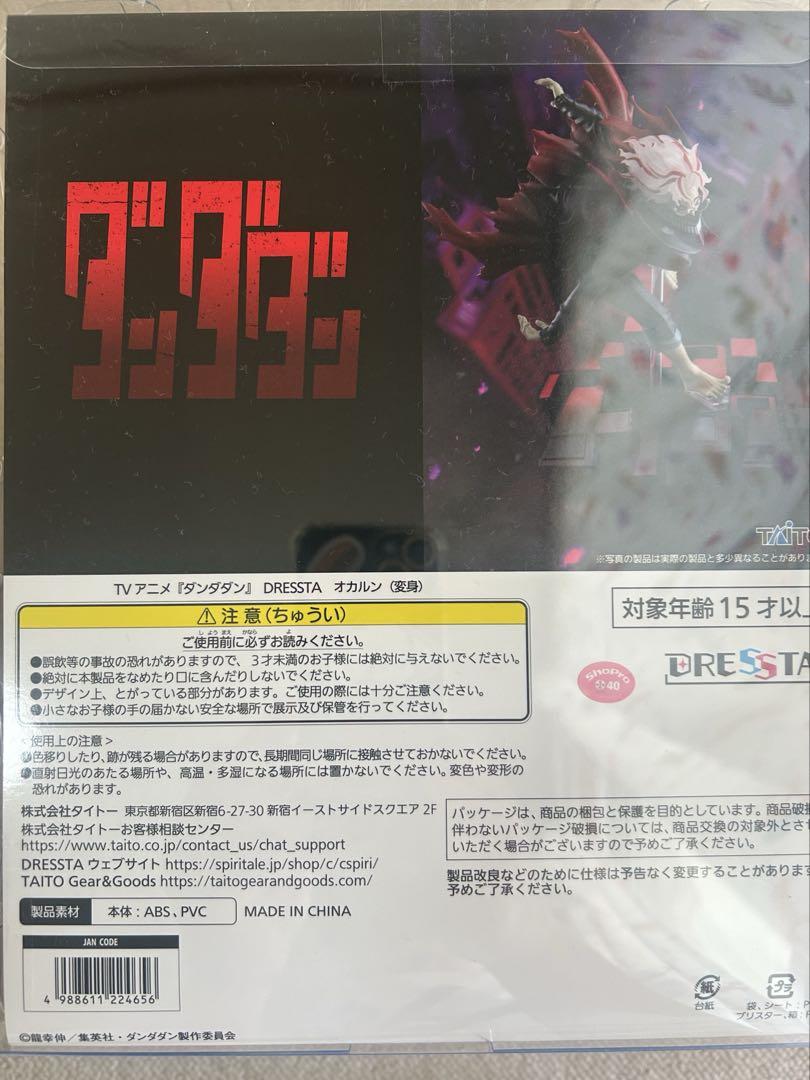 ダンダダン
TAITO
※写真の製品は実際の製品と多少異なることがありま
TVアニメ『ダンダダン』 DRESSTA オカルン（変身）
対象年齢15才以上
⚠注意(ちゅうい)
しようまえ かなら よ
ご使用前に必ずお読みください。
●誤飲等の事故の恐れがありますので、３才未満のお子様には絶対に与えないでください。
●絶対に本製品をなめたり口に含んだりしないでください。
●デザイン上、とがっている部分があります。ご使用の際には十分ご注意ください。
●小さなお子様の手の届かない安全な場所で展示及び保管を行ってください。
DRESSTA
ShoPro
40
<使用上の注意>
●色移りしたり、跡が残る場合がありますので、長期間同じ場所に接触させておかないでください。
●直射日光のあたる場所や、高温・多湿になる場所には置かないでください。変色や変形の
恐れがあります。
株式会社タイトー 東京都新宿区新宿6-27-30 新宿イーストサイドスクエア 2F
株式会社タイトーお客様相談センター
https://www.taito.co.jp/contact_us/chat_support
DRESSTA ウェブサイト https://spiritale.jp/shop/c/cspiri/
TAITO Gear&Goods https://taitogearandgoods.com/
パッケージは、商品の梱包と保護を目的としています。商品破損
伴わないパッケージ破損については、商品交換の対象外とさせ
いただく場合がございますので予めご了承ください。
製品改良などのために仕様は予告なく変更することがあります
予めご了承ください。
製品素材 本体：ABS、PVC MADE IN CHINA
JAN CODE
4 988611 224656
紙
台紙
プラ
袋、シート：P
ブリスター、箱：P
©龍幸伸／集英社・ダンダダン製作委員会